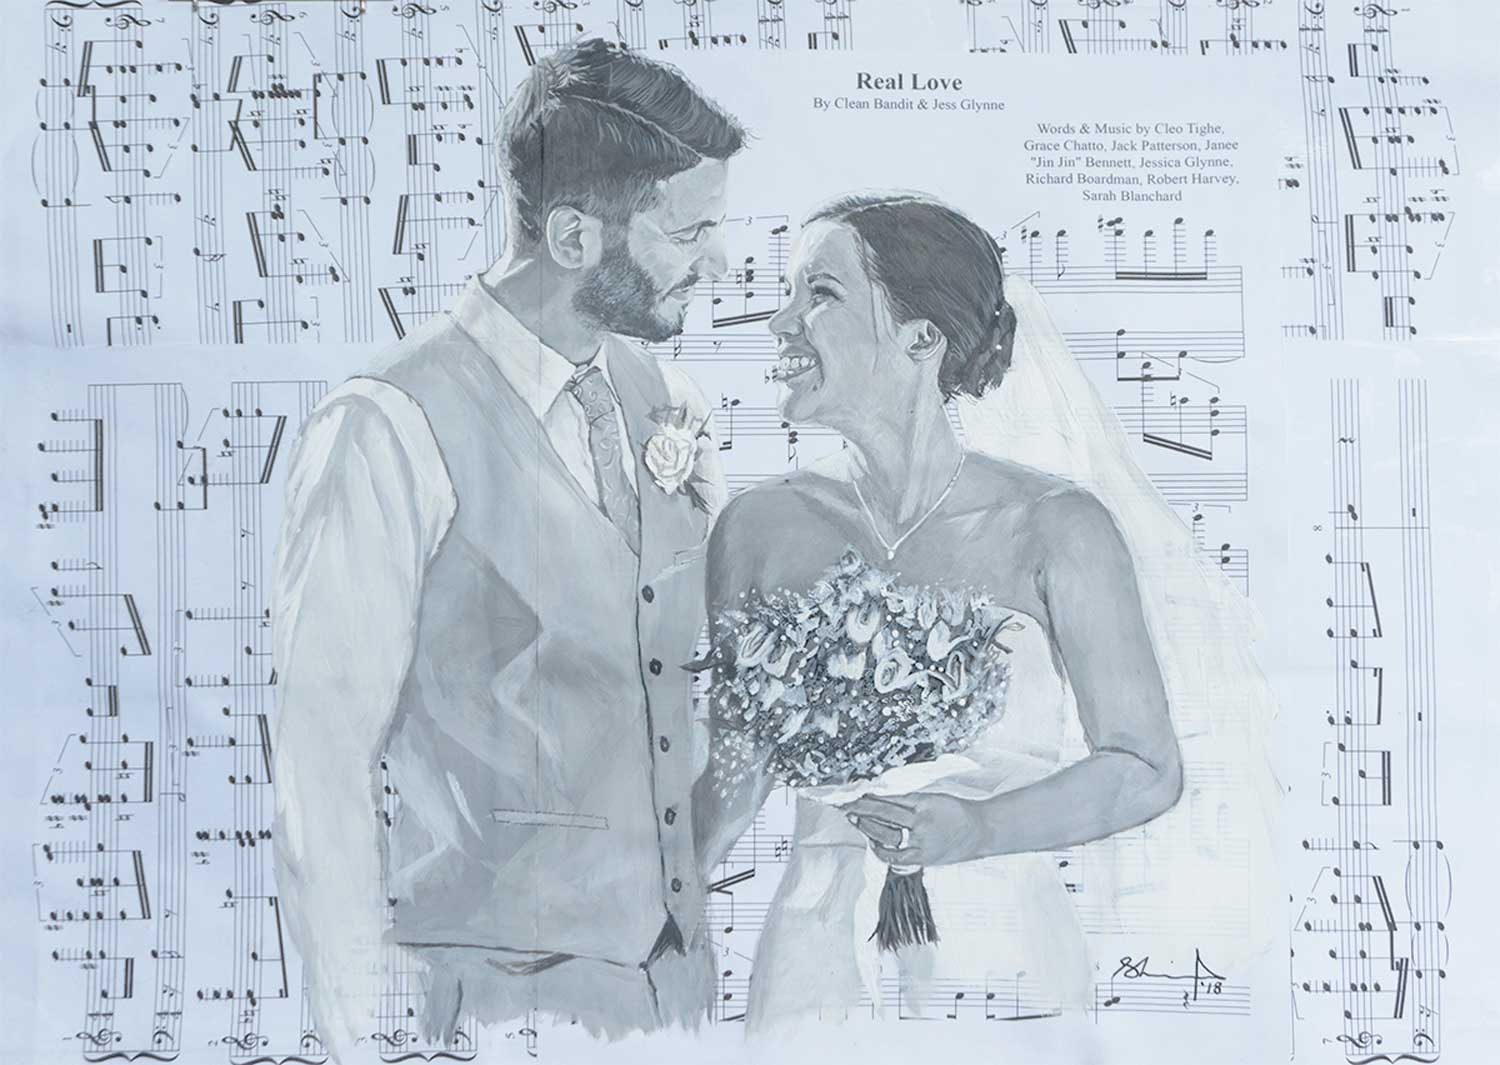 Real Love
By Clean Bandit & Jess Glynne
Words & Music by Cleo Tighe,
Grace Chatto, Jack Patterson, Janee
"Jin Jin" Bennett, Jessica Glynne,
Richard Boardman, Robert Harvey,
Sarah Blanchard
'18